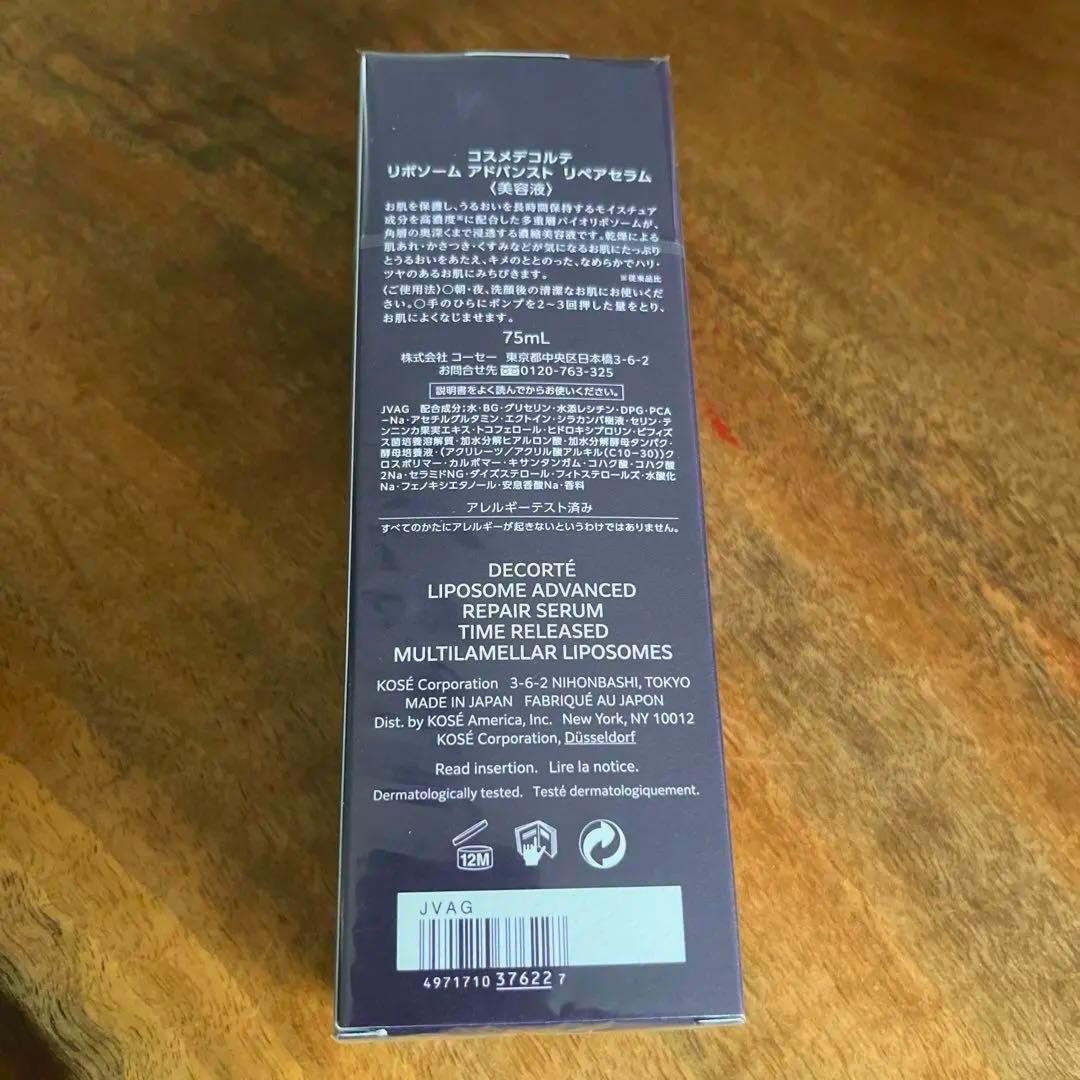 コスメデコルテ
リポソーム アドバンスト リペアセラム
〈美容液〉
お肌を保護し、うるおいを長時間保持するモイスチュア
成分を高濃度※に配合した多重層バイオリポソームが、
角層の奥深くまで浸透する濃縮美容液です。乾燥による
肌あれ・かさつき・くすみなどが気になるお肌にたっぷり
とうるおいをあたえ、キメのととのった、なめらかでハリ・
ツヤのあるお肌にみちびきます。 ※従来品比
〈ご使用法〉○朝・夜、洗顔後の清潔なお肌にお使いくだ
さい。○手のひらにポンプを2～3回押した量をとり、
お肌によくなじませます。
75mL
株式会社 コーセー 東京都中央区日本橋3-6-2
お問合せ先 0120-763-325
説明書をよく読んでからお使いください。
JVAG 配合成分：水・BG・グリセリン・水添レシチン・DPG・PCA
-Na・アセチルグルタミン・エクトイン・シラカンバ樹液・セリン・テ
ンニンカ果実エキス・トコフェロール・ヒドロキシプロリン・ビフィズ
ス菌培養溶解質・加水分解ヒアルロン酸・加水分解酵母タンパク・
酵母培養液・（アクリレーツ／アクリル酸アルキル（C10-30））ク
ロスポリマー・カルボマー・キサンタンガム・コハク酸・コハク酸
2Na・セラミドNG・ダイズステロール・フィトステロールズ・水酸化
Na・フェノキシエタノール・安息香酸Na・香料
アレルギーテスト済み
すべてのかたにアレルギーが起きないというわけではありません。
DECORTÉ
LIPOSOME ADVANCED
REPAIR SERUM
TIME RELEASED
MULTILAMELLAR LIPOSOMES
KOSÉ Corporation 3-6-2 NIHONBASHI, TOKYO
MADE IN JAPAN FABRIQUÉ AU JAPON
Dist. by KOSÉ America, Inc. New York, NY 10012
KOSÉ Corporation, Düsseldorf
Read insertion. Lire la notice.
Dermatologically tested. Testé dermatologiquement.
12M
JVAG
4971710 37622 7